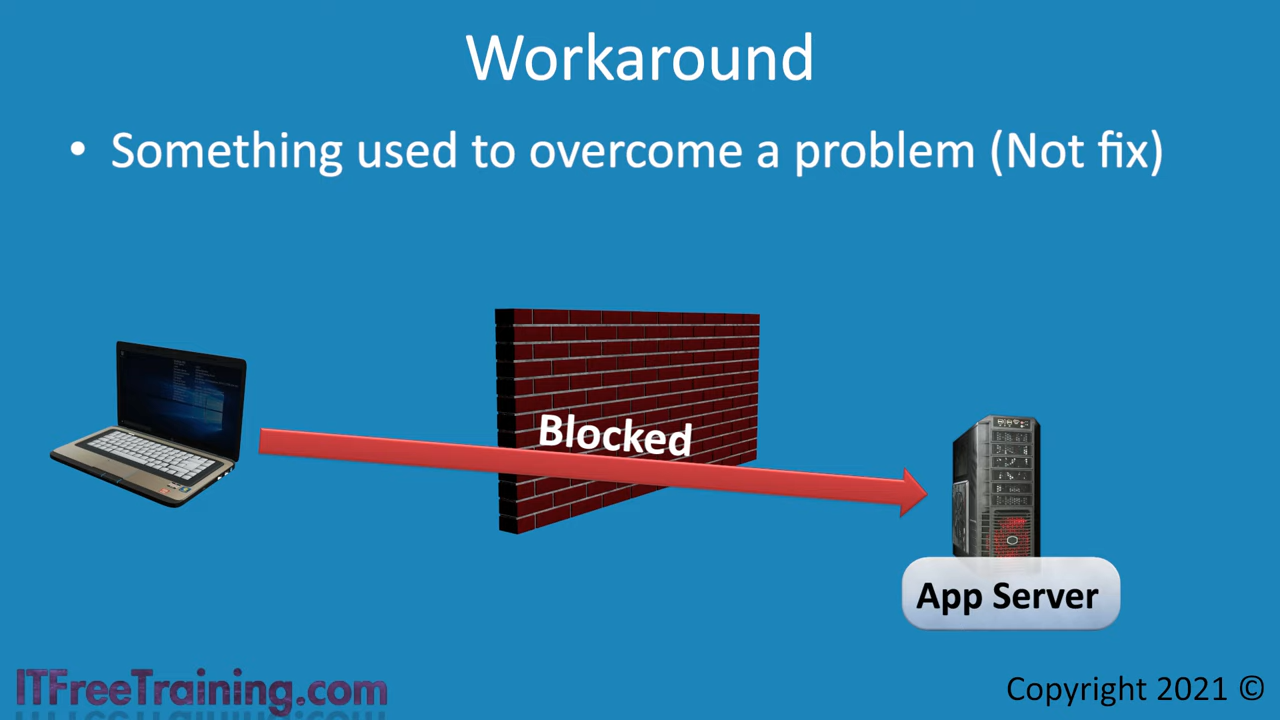 Workaround
• Something used to overcome a problem (Not fix)
Blocked
App Server
ITFreeTraining.com
Copyright 2021 ©